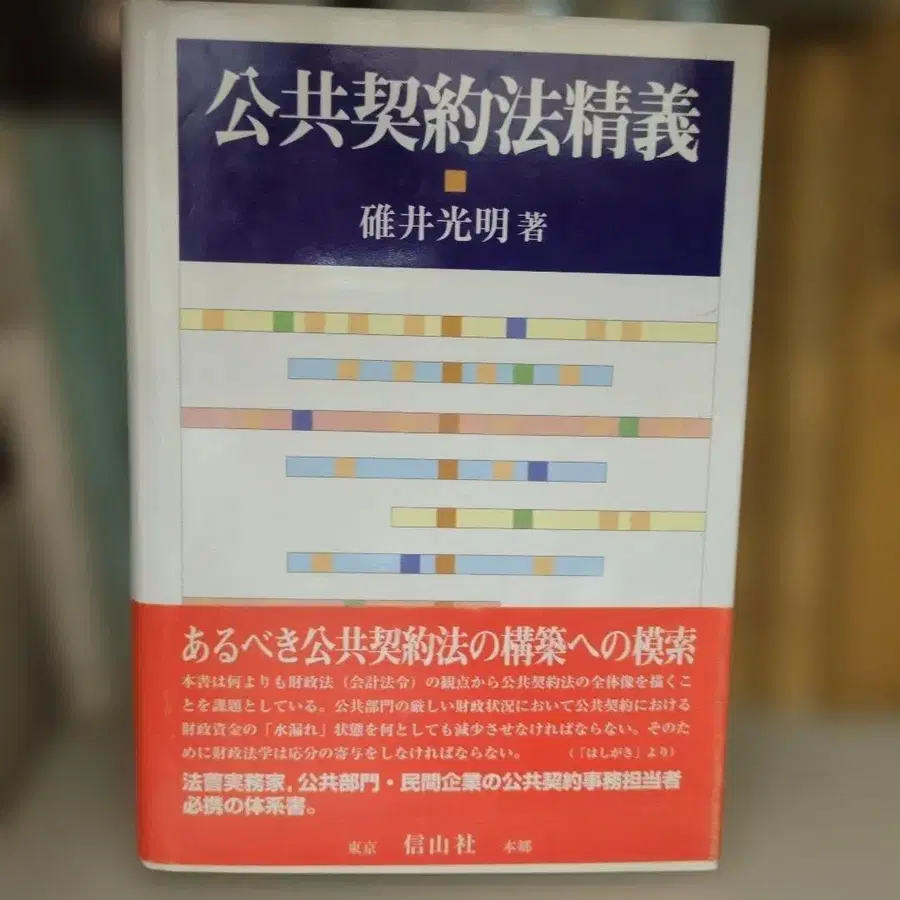 公共契約法精義
碓井光明 著
あるべき公共契約法の構築への模索
本書は何よりも財政法（会計法令）の観点から公共契約法の全体像を描くこ
とを課題としている。公共部門の厳しい財政状況において公共契約における
財政資金の「水漏れ」状態を何としても減少させなければならない。そのた
めに財政法学は応分の寄与をしなければならない。 （「はしがき」より）
法曹実務家，公共部門・民間企業の公共契約事務担当者
必携の体系書。
東京 信山社 本郷